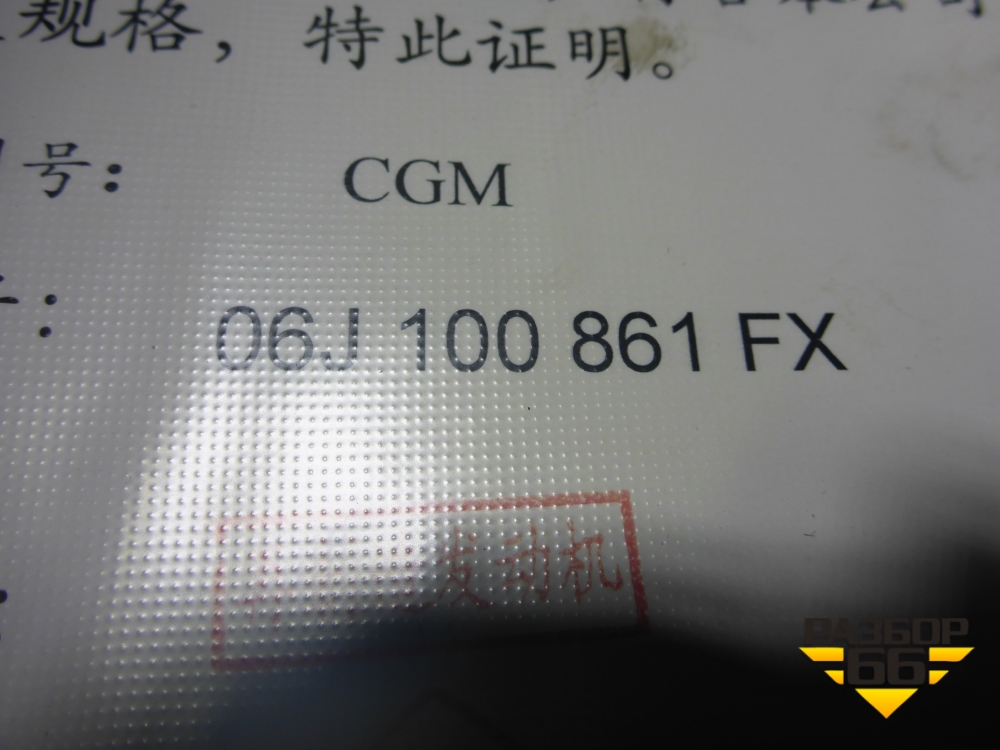 规格，特此证明。
号： CGM
： 06J 100 861 FX
发动机
РАЗБОР
66